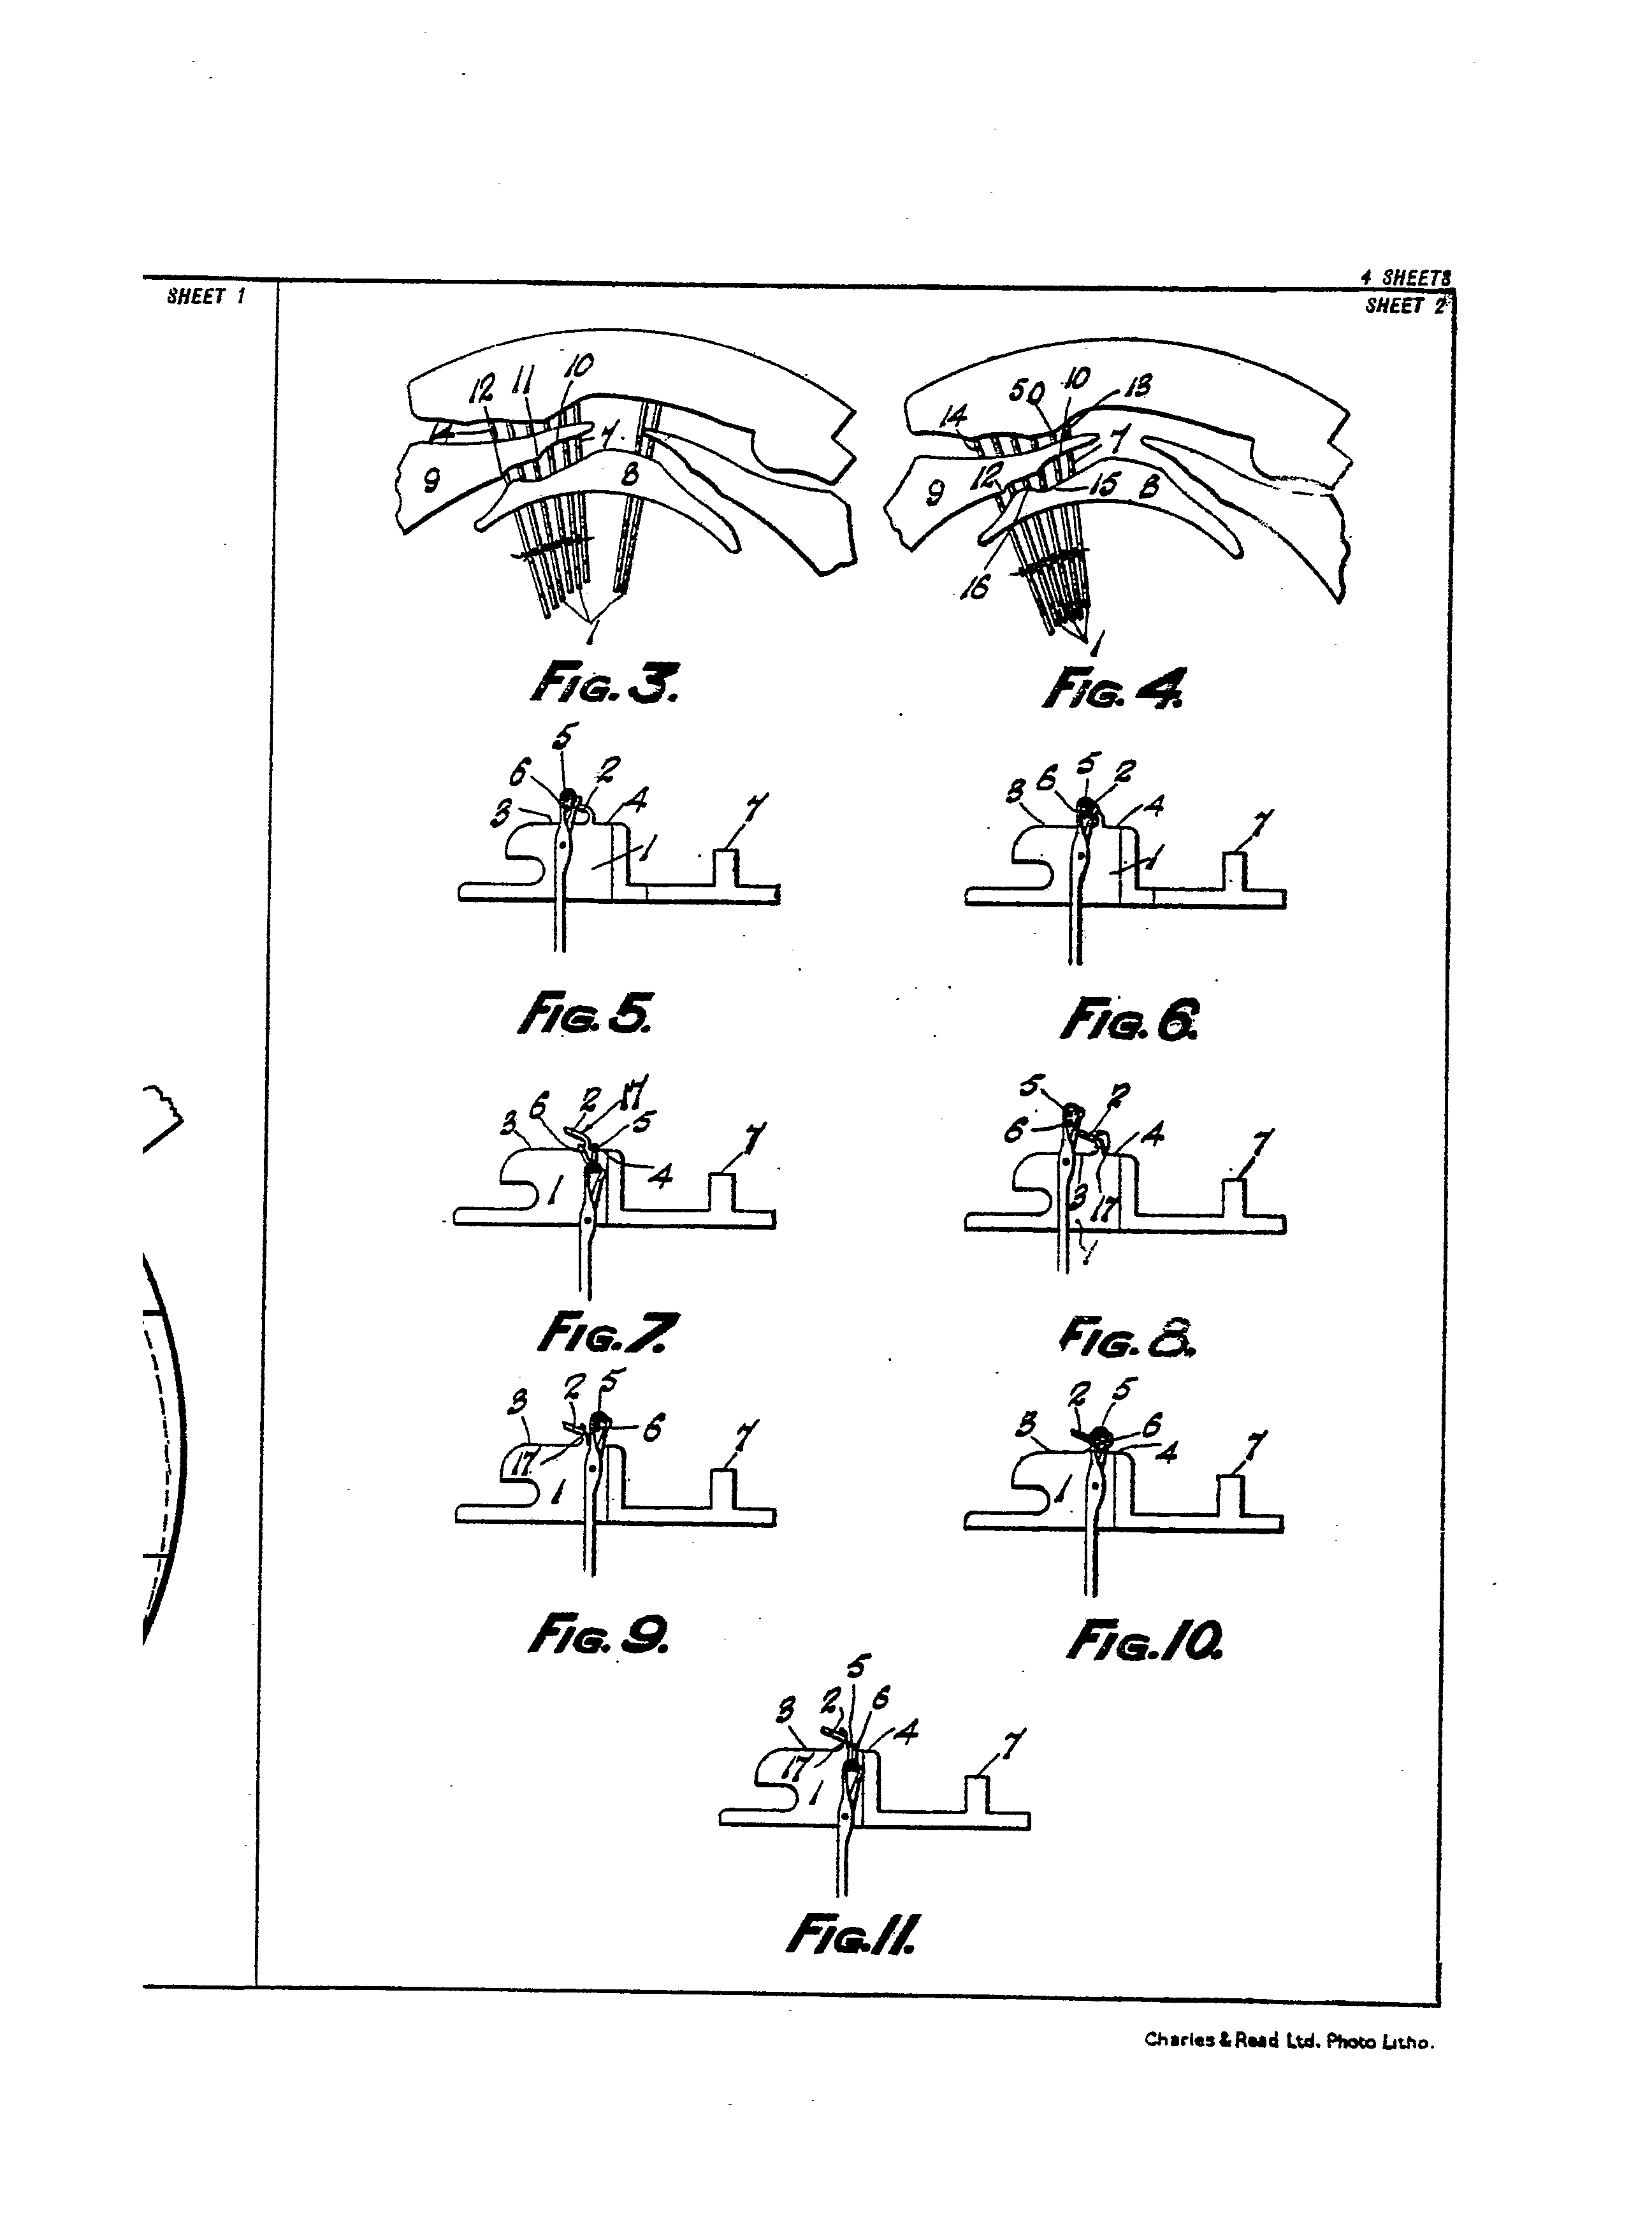 4 SHEETS
SHEET 1
SHEET 2
12 11 10
14 7
9 8
1
FIG. 3.
50 10 13
14 7
9 12 15 8
16
1
FIG. 4.
5
6 2
3 4 7
1
FIG. 5.
5 2
3 6 4 7
1
FIG. 6.
6 2 17
3 5 7
1 4
FIG. 7.
5 2
6 4 7
3 17
1
FIG. 8.
3 2 5
6 7
17
1
FIG. 9.
2 5
3 6
4 7
1
FIG. 10.
5
3 2 6
4 7
17
1
FIG. 11.
Charles & Read Ltd. Photo Litho.